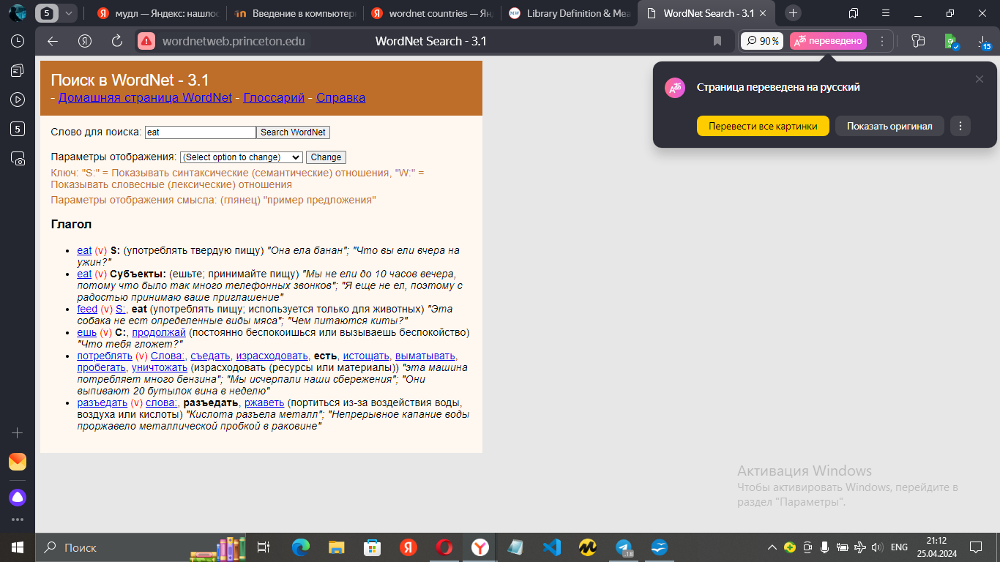 5
мудл — Яндекс: нашлос
Введение в компьютерн
wordnet countries — Ян
Library Definition & Mea
WordNet Search - 3.1
wordnetweb.princeton.edu
WordNet Search - 3.1
90 %
переведено
15
5
Страница переведена на русский
Перевести все картинки
Показать оригинал
Поиск в WordNet - 3.1
- Домашняя страница WordNet - Глоссарий - Справка
Слово для поиска: eat Search WordNet
Параметры отображения: (Select option to change) Change
Ключ: "S:" = Показывать синтаксические (семантические) отношения, "W:" =
Показывать словесные (лексические) отношения
Параметры отображения смысла: (глянец) "пример предложения"
Глагол
• eat (v) S: (употреблять твердую пищу) "Она ела банан"; "Что вы ели вчера на
ужин?"
• eat (v) Субъекты: (ешьте; принимайте пищу) "Мы не ели до 10 часов вечера,
потому что было так много телефонных звонков"; "Я еще не ел, поэтому с
радостью принимаю ваше приглашение"
• feed (v) S:, eat (употреблять пищу; используется только для животных) "Эта
собака не ест определенные виды мяса"; "Чем питаются киты?"
• ешь (v) С:, продолжай (постоянно беспокоишься или вызываешь беспокойство)
"Что тебя гложет?"
• потреблять (v) Слова:, съедать, израсходовать, есть, истощать, выматывать,
пробегать, уничтожать (израсходовать (ресурсы или материалы)) "эта машина
потребляет много бензина"; "Мы исчерпали наши сбережения"; "Они
выпивают 20 бутылок вина в неделю"
• разъедать (v) слова:, разъедать, ржаветь (портиться из-за воздействия воды,
воздуха или кислоты) "Кислота разъела металл"; "Непрерывное капание воды
проржавело металлической пробкой в раковине"
Активация Windows
Чтобы активировать Windows, перейдите в
раздел "Параметры".
Поиск
..18
ENG
21:12
25.04.2024